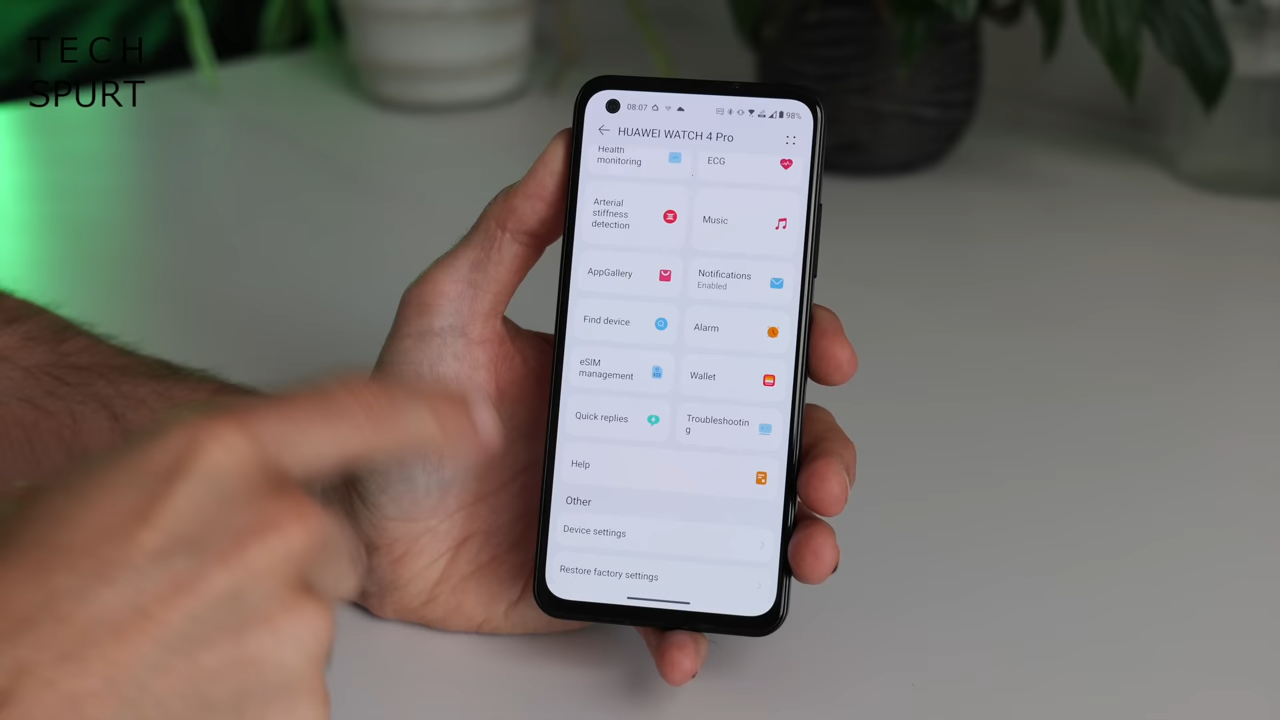 TECH
SPURT
08:07
98%
HUAWEI WATCH 4 Pro
Health
monitoring
ECG
Arterial
stiffness
detection
Music
AppGallery
Notifications
Enabled
Find device
Alarm
eSIM
management
Wallet
Quick replies
Troubleshootin
g
Help
Other
Device settings
Restore factory settings